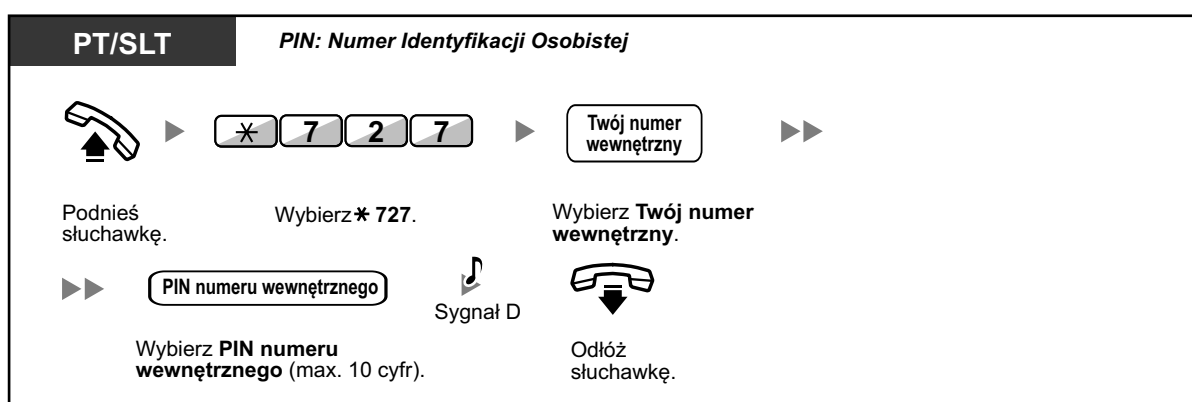 PT/SLT
PIN: Numer Identyfikacji Osobistej
* 7 2 7
Twój numer
wewnętrzny
Podnieś
słuchawkę.
Wybierz * 727.
Wybierz Twój numer
wewnętrzny.
PIN numeru wewnętrznego
Sygnał D
Wybierz PIN numeru
wewnętrznego (max. 10 cyfr).
Odłóż
słuchawkę.